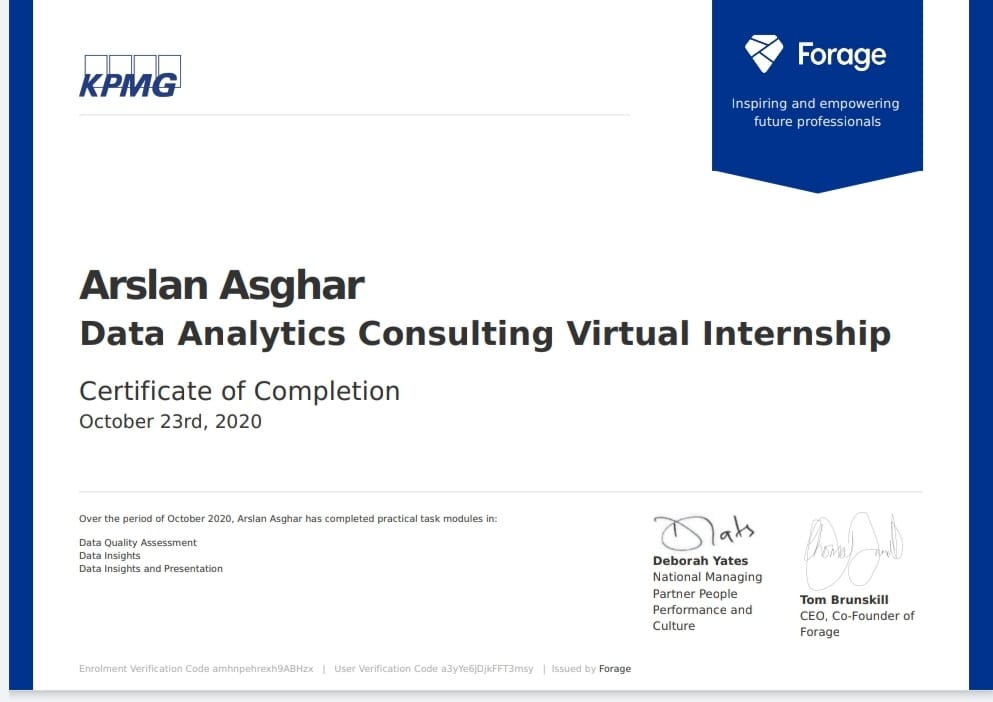 KPMG
Forage
Inspiring and empowering
future professionals
Arslan Asghar
Data Analytics Consulting Virtual Internship
Certificate of Completion
October 23rd, 2020
Over the period of October 2020, Arslan Asghar has completed practical task modules in:
Data Quality Assessment
Data Insights
Data Insights and Presentation
Deborah Yates
National Managing
Partner People
Performance and
Culture
Tom Brunskill
CEO, Co-Founder of
Forage
Enrolment Verification Code amhnpehrexh9ABHzx | User Verification Code a3yYe6JDjkFFT3msy | Issued by Forage